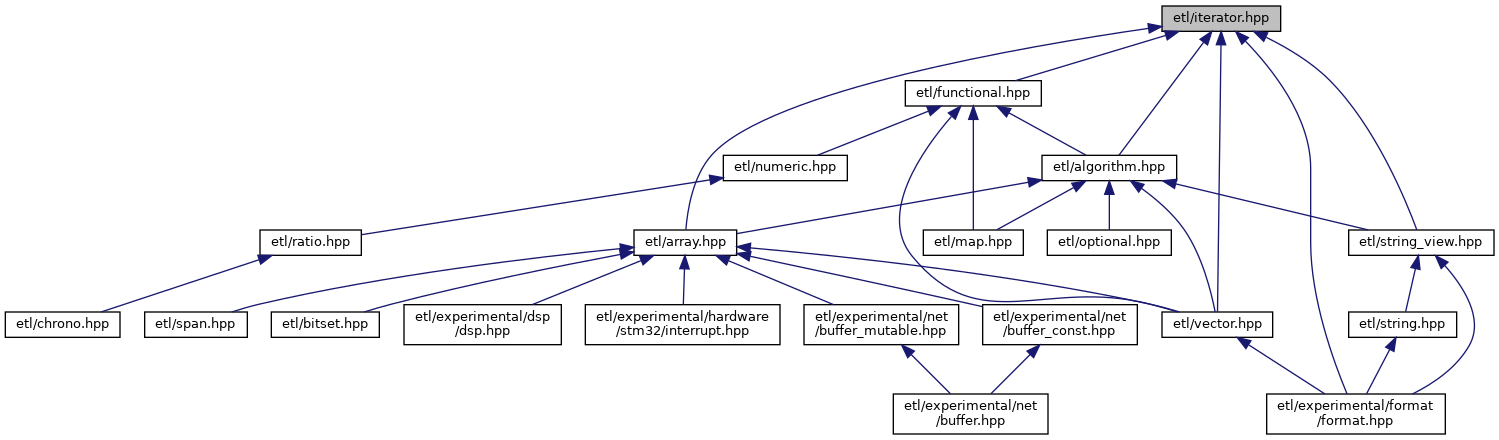 etl/iterator.hpp
etl/functional.hpp
etl/numeric.hpp
etl/algorithm.hpp
etl/ratio.hpp
etl/array.hpp
etl/map.hpp
etl/optional.hpp
etl/string_view.hpp
etl/chrono.hpp
etl/span.hpp
etl/bitset.hpp
etl/experimental/dsp
/dsp.hpp
etl/experimental/hardware
/stm32/interrupt.hpp
etl/experimental/net
/buffer_mutable.hpp
etl/experimental/net
/buffer_const.hpp
etl/vector.hpp
etl/string.hpp
etl/experimental/net
/buffer.hpp
etl/experimental/format
/format.hpp